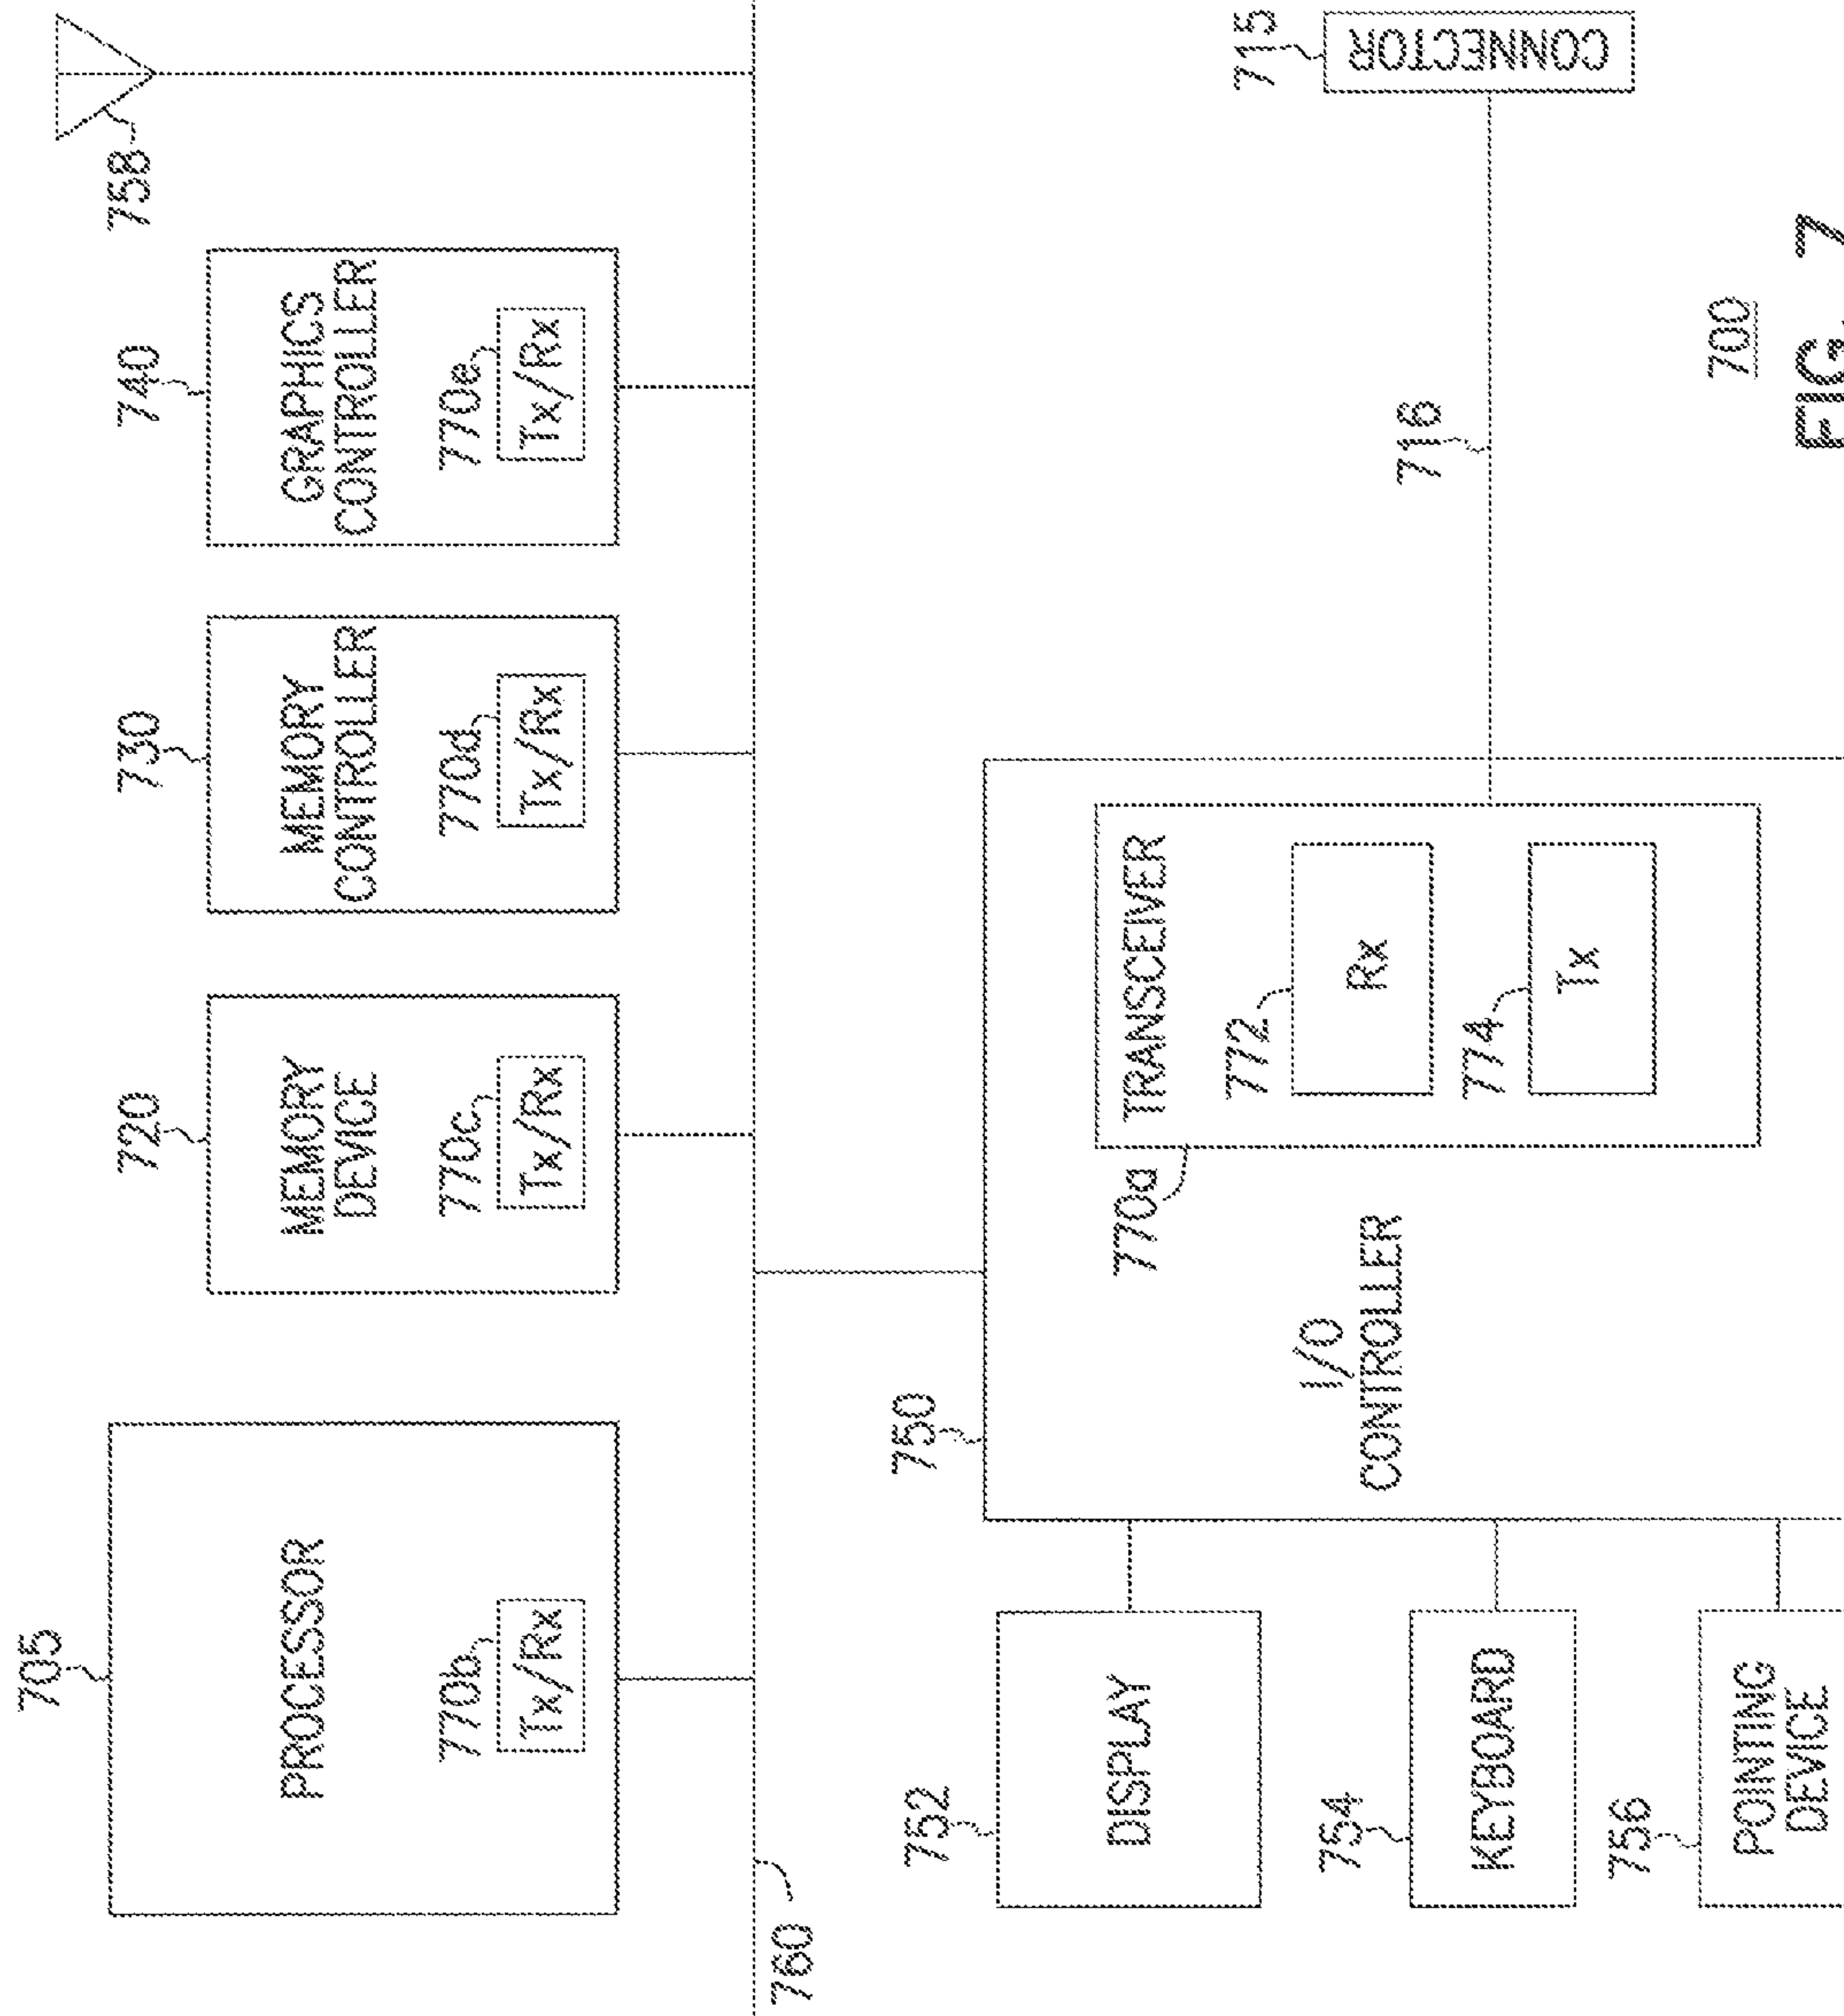 705
PROCESSOR
770b
Tx/Rx
720
MEMORY
DEVICE
770c
Tx/Rx
730
MEMORY
CONTROLLER
770d
Tx/Rx
740
GRAPHICS
CONTROLLER
770e
Tx/Rx
758
760
752
DISPLAY
754
KEYBOARD
756
POINTING
DEVICE
750
I/O
CONTROLLER
770a
TRANSCEIVER
772
Rx
774
Tx
716
715
CONNECTOR
700
FIG. 7